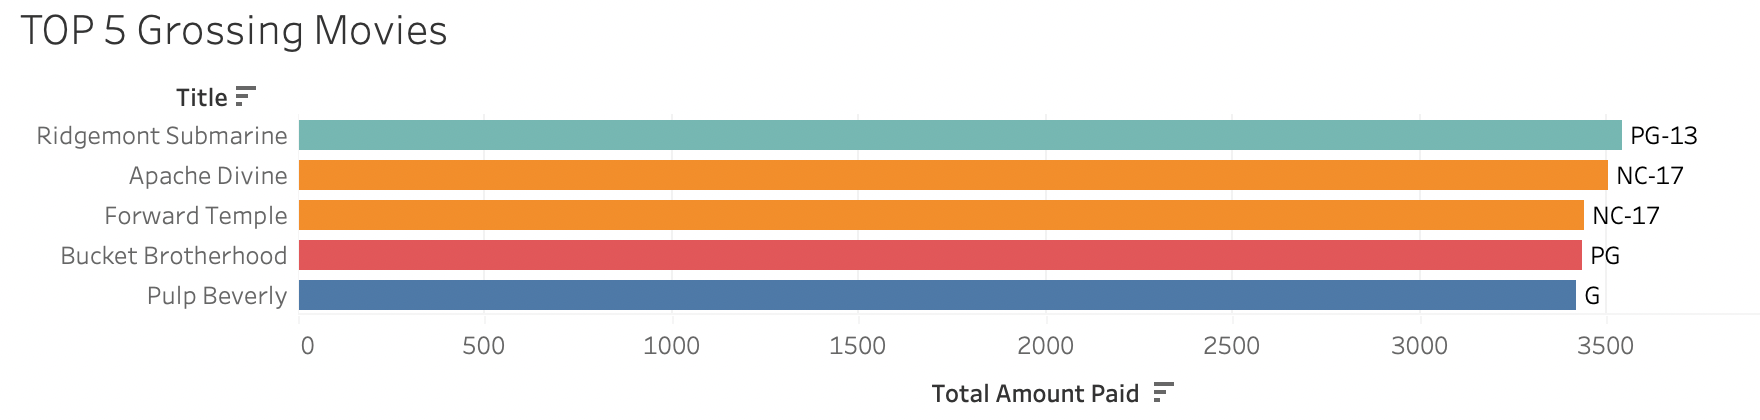 TOP 5 Grossing Movies
Title
Ridgemont Submarine PG-13
Apache Divine NC-17
Forward Temple NC-17
Bucket Brotherhood PG
Pulp Beverly G
0 500 1000 1500 2000 2500 3000 3500
Total Amount Paid